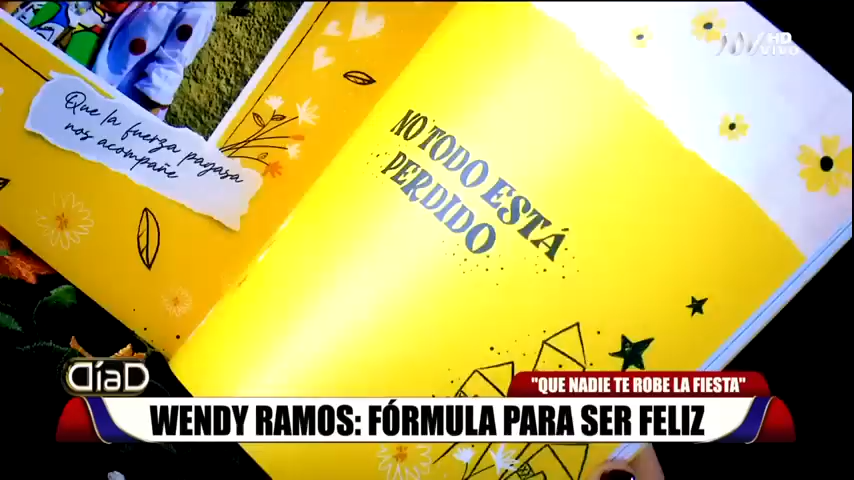 HD
VIVO
Que la fuerza payasa
nos acompañe
NO TODO ESTÁ
PERDIDO
DíaD
"QUE NADIE TE ROBE LA FIESTA"
WENDY RAMOS: FÓRMULA PARA SER FELIZ